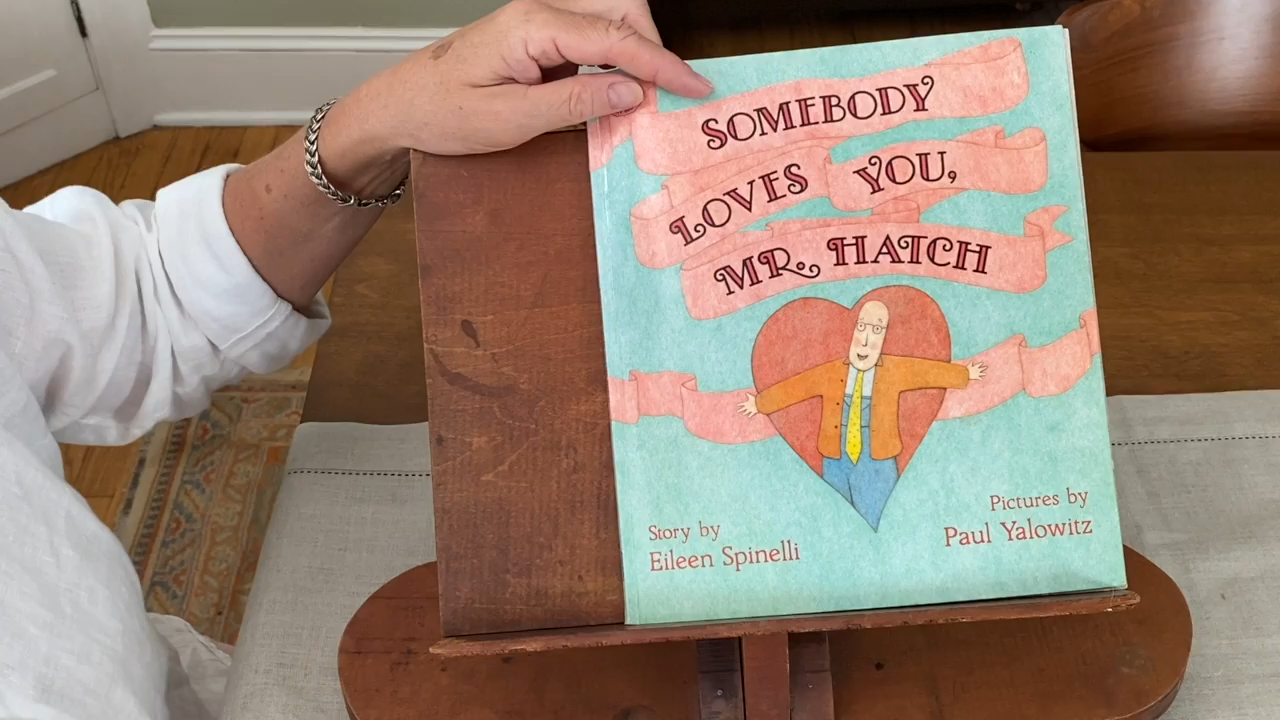 SOMEBODY
LOVES YOU,
MR. HATCH
Story by
Eileen Spinelli
Pictures by
Paul Yalowitz